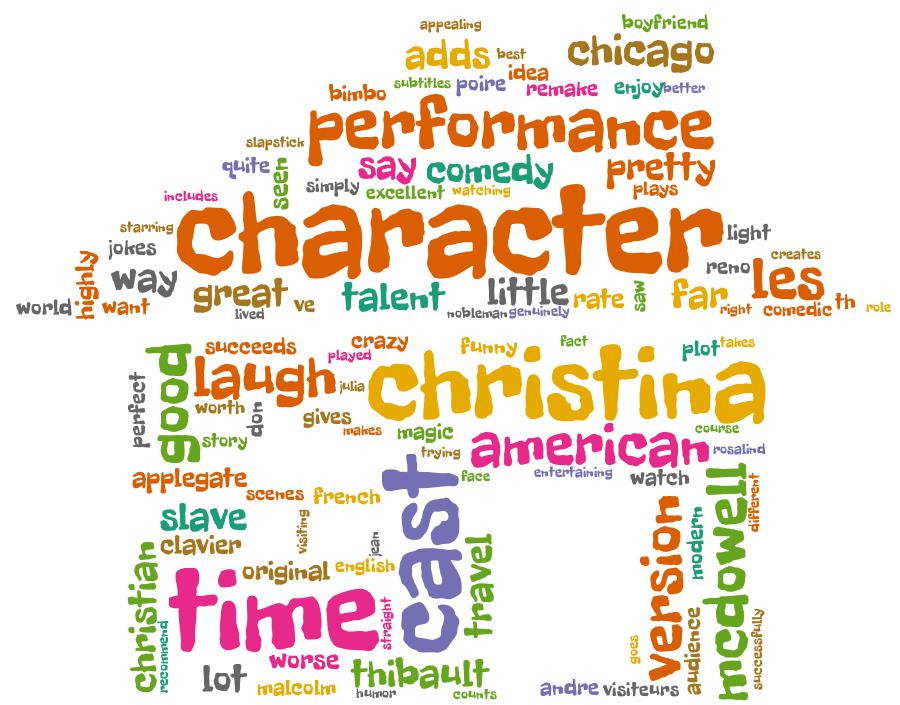 appealing
boyfriend
adds best
chicago
subtitles poire idea
remake enjoy better
bimbo
performance
slapstick
quite seen say comedy pretty
simply excellent watching plays
includes
character
starring light
jokes creates
highly way reno les
world want great ve talent little rate saw far
lived nobleman genuinely right comedic th role
good succeeds played crazy funny fact plot takes
perfect laugh julia christina
worth don gives
story makes magic course
trying american rosalind
applegate cast face entertaining watch mcdowell different
scenes french
slave visiting version modern
clavier jean travel
christian original english
time straight
recommend worse goes audience successfully
lot thibault
malcolm humor counts andre visiteurs